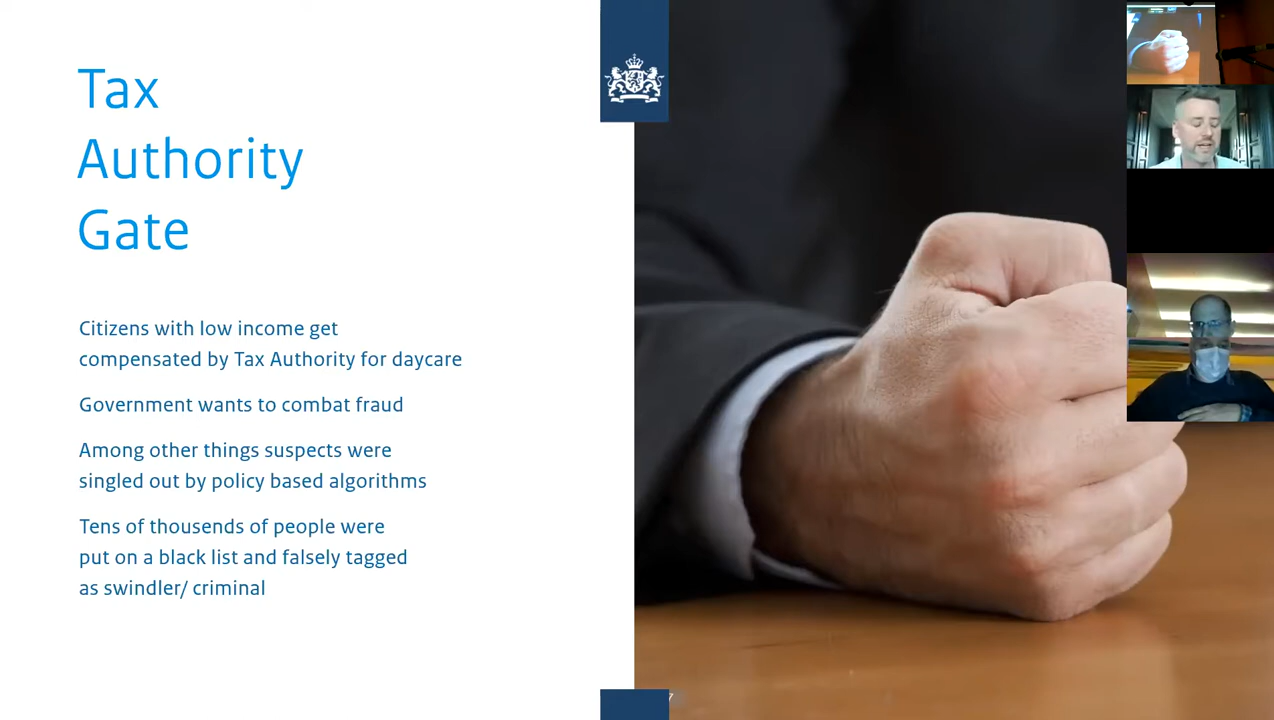 Tax
Authority
Gate
Citizens with low income get
compensated by Tax Authority for daycare
Government wants to combat fraud
Among other things suspects were
singled out by policy based algorithms
Tens of thousends of people were
put on a black list and falsely tagged
as swindler/ criminal